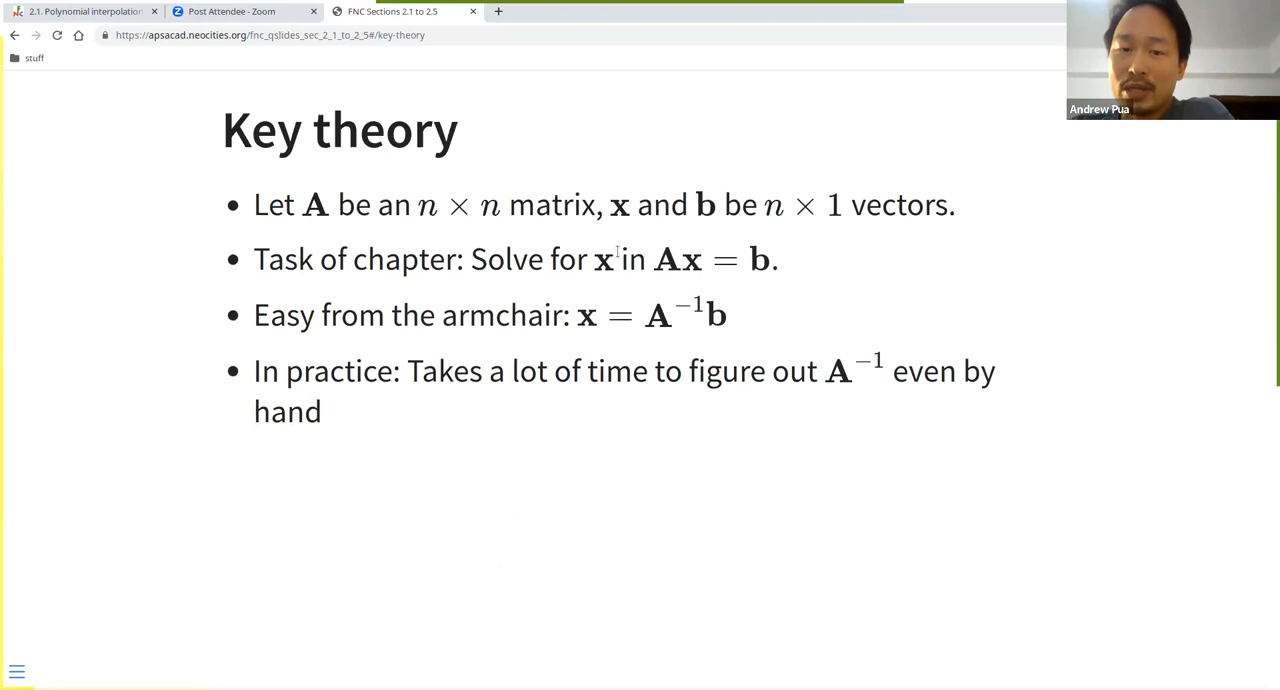 2.1. Polynomial interpolation
Post Attendee - Zoom
FNC Sections 2.1 to 2.5
https://apsacad.neocities.org/fnc_qslides_sec_2_1_to_2_5#/key-theory
stuff
Andrew Pua
Key theory
• Let A be an n × n matrix, x and b be n × 1 vectors.
• Task of chapter: Solve for x in Ax = b.
• Easy from the armchair: x = A⁻¹b
• In practice: Takes a lot of time to figure out A⁻¹ even by
hand